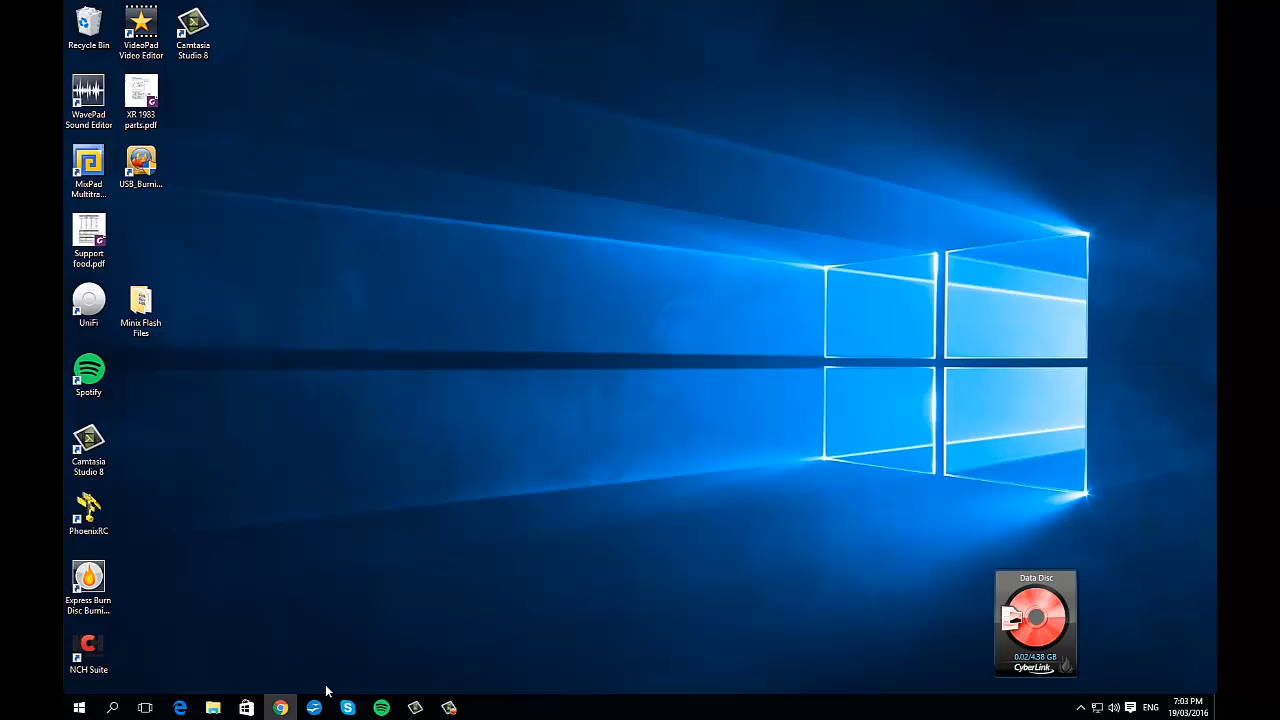 Recycle Bin
VideoPad
Video Editor
Camtasia
Studio 8
WavePad
Sound Editor
XR 1983
parts.pdf
MixPad
Multitra...
USB_Burni...
Support
food.pdf
UniFi
Minix Flash
Files
Spotify
Camtasia
Studio 8
PhoenixRC
Express Burn
Disc Burni...
NCH Suite
Data Disc
0.02/4.38 GB
CyberLink
ENG
7:03 PM
19/03/2016